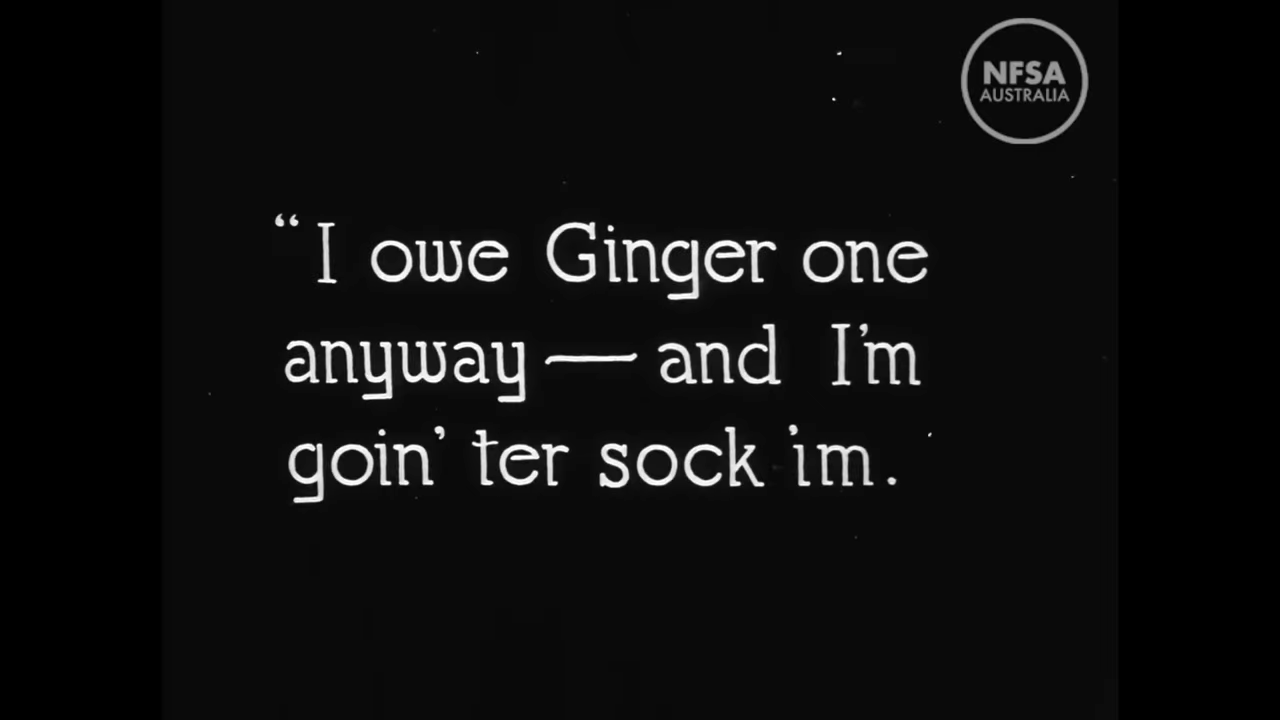 NFSA
AUSTRALIA
“I owe Ginger one
anyway — and I'm
goin' ter sock 'im.